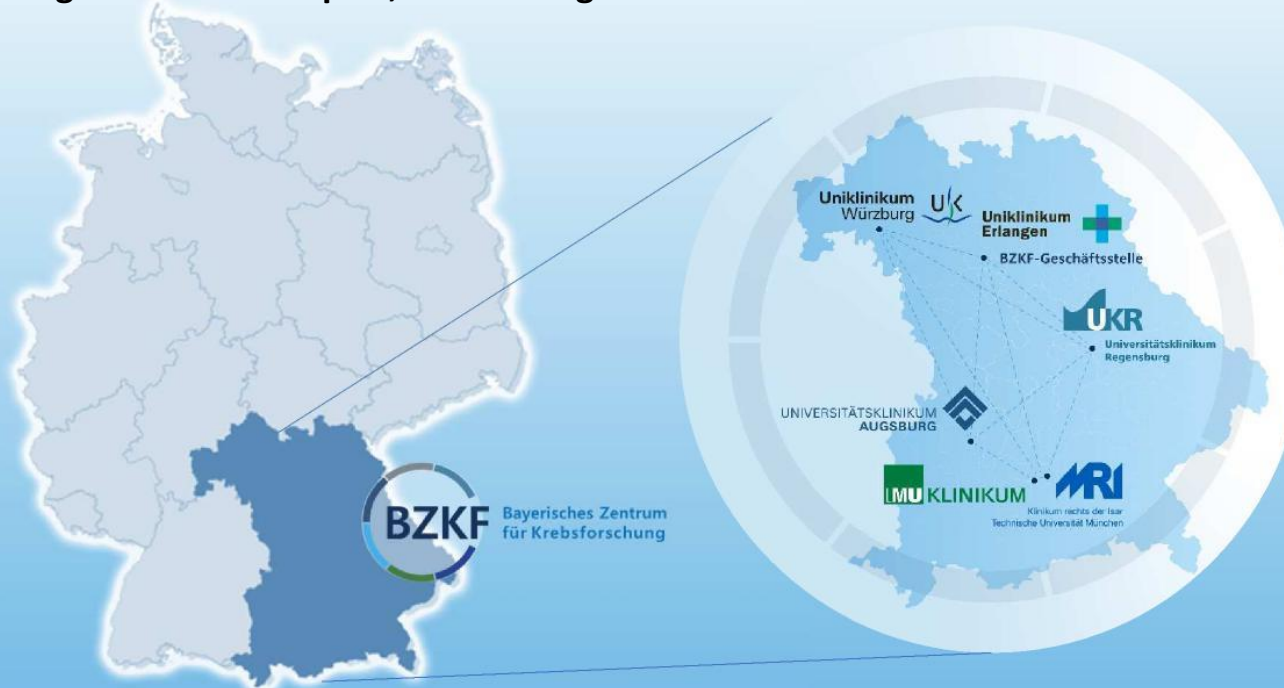 Uniklinikum
Würzburg
UK
Uniklinikum
Erlangen
BZKF-Geschäftsstelle
UKR
Universitätsklinikum
Regensburg
UNIVERSITÄTSKLINIKUM
AUGSBURG
LMU KLINIKUM
MRI
Klinikum rechts der Isar
Technische Universität München
BZKF
Bayerisches Zentrum
für Krebsforschung